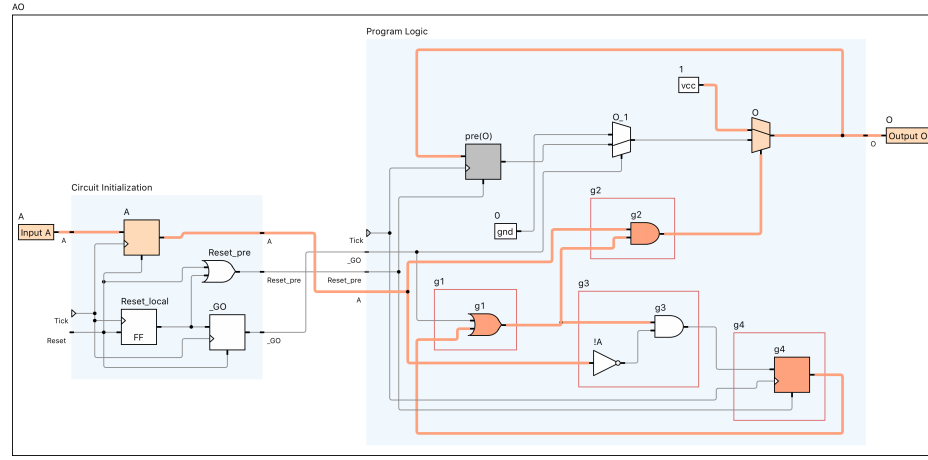 AO
Program Logic
1
vcc
O_1
O
O
Output O
O
pre(O)
Circuit Initialization
g2
g2
A
Input A
A
A
A
0
gnd
Tick
_GO
Reset_pre
Reset_pre
Reset_pre
A
g1
g1
g3
g3
!A
g4
g4
Reset_local
FF
_GO
_GO
Tick
Reset